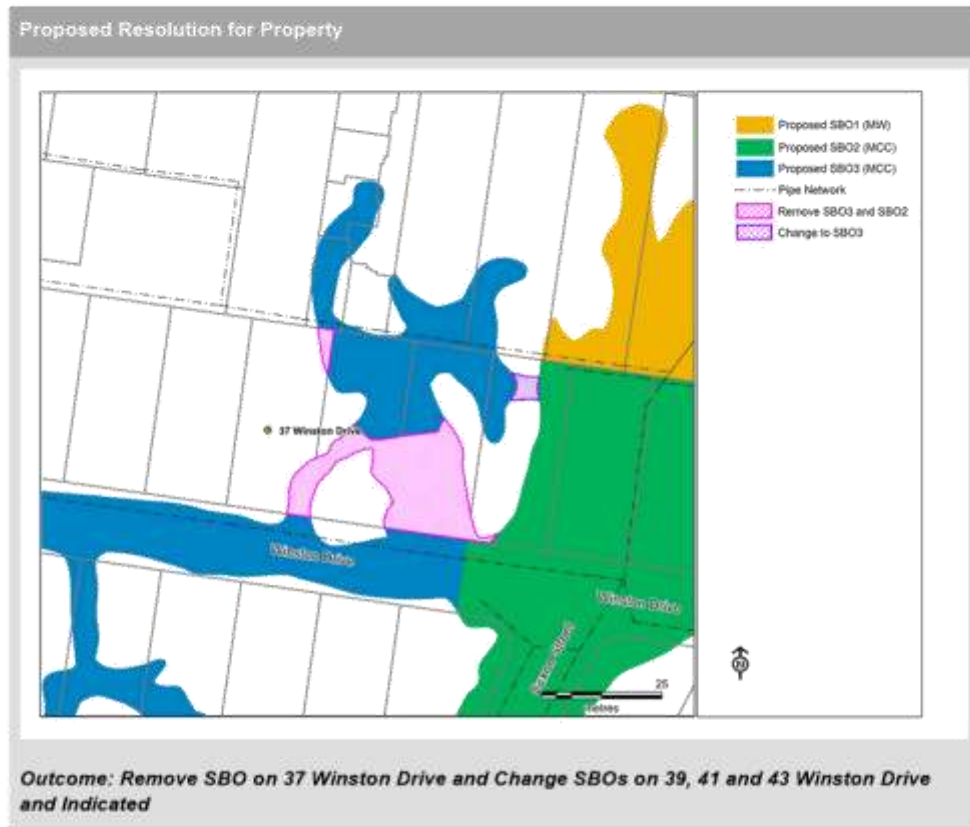 Proposed Resolution for Property
Proposed SBO1 (MW)
Proposed SBO2 (MCC)
Proposed SBO3 (MCC)
Pipe Network
Remove SBO3 and SBO2
Change to SBO3
37 Winston Drive
Winston Drive
Winston Drive
25
metres
N
Outcome: Remove SBO on 37 Winston Drive and Change SBOs on 39, 41 and 43 Winston Drive
and Indicated